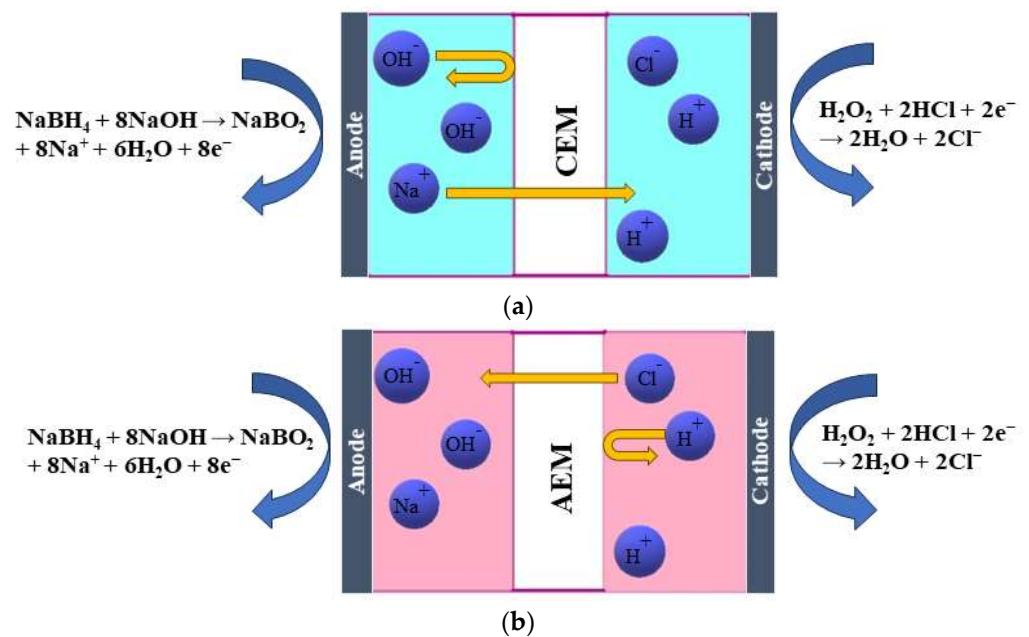 OH⁻
Cl⁻
NaBH₄ + 8NaOH → NaBO₂
+ 8Na⁺ + 6H₂O + 8e⁻
Anode
OH⁻
CEM
H⁺
Cathode
H₂O₂ + 2HCl + 2e⁻
→ 2H₂O + 2Cl⁻
Na⁺
H⁺
(a)
OH⁻
Cl⁻
NaBH₄ + 8NaOH → NaBO₂
+ 8Na⁺ + 6H₂O + 8e⁻
Anode
OH⁻
AEM
H⁺
Cathode
H₂O₂ + 2HCl + 2e⁻
→ 2H₂O + 2Cl⁻
Na⁺
H⁺
(b)